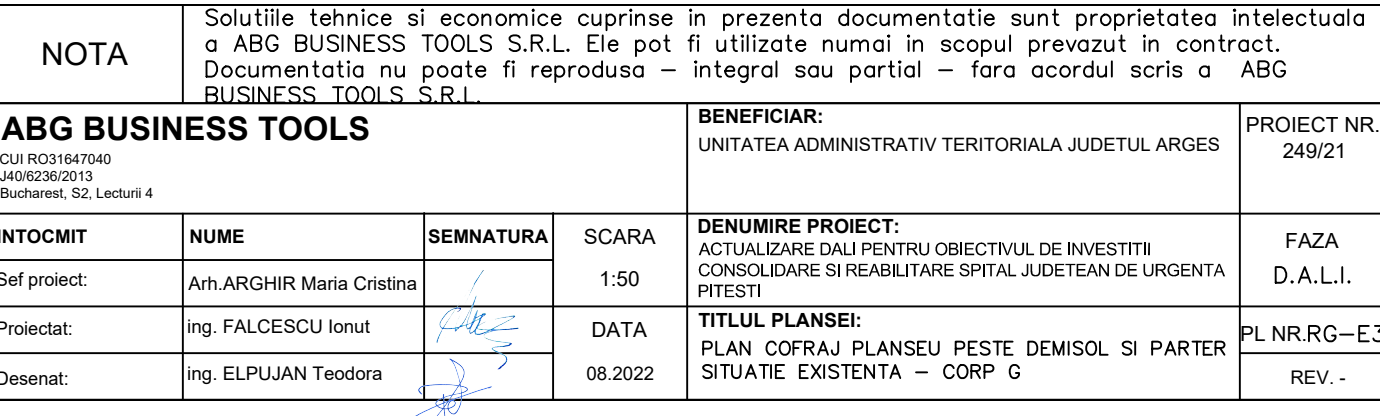 NOTA
Solutiile tehnice si economice cuprinse in prezenta documentatie sunt proprietatea intelectuala
a ABG BUSINESS TOOLS S.R.L. Ele pot fi utilizate numai in scopul prevazut in contract.
Documentatia nu poate fi reprodusa – integral sau partial – fara acordul scris a ABG
BUSINESS TOOLS S.R.L.
ABG BUSINESS TOOLS
CUI RO31647040
J40/6236/2013
Bucharest, S2, Lecturii 4
BENEFICIAR:
UNITATEA ADMINISTRATIV TERITORIALA JUDETUL ARGES
PROIECT NR.
249/21
INTOCMIT
NUME
SEMNATURA
SCARA
1:50
DENUMIRE PROIECT:
ACTUALIZARE DALI PENTRU OBIECTIVUL DE INVESTITII
CONSOLIDARE SI REABILITARE SPITAL JUDETEAN DE URGENTA
PITESTI
FAZA
D.A.L.I.
Sef proiect:
Arh.ARGHIR Maria Cristina
Proiectat:
ing. FALCESCU Ionut
DATA
08.2022
TITLUL PLANSEI:
PLAN COFRAJ PLANSEU PESTE DEMISOL SI PARTER
SITUATIE EXISTENTA – CORP G
PL NR.RG–E3
Desenat:
ing. ELPUJAN Teodora
REV. -